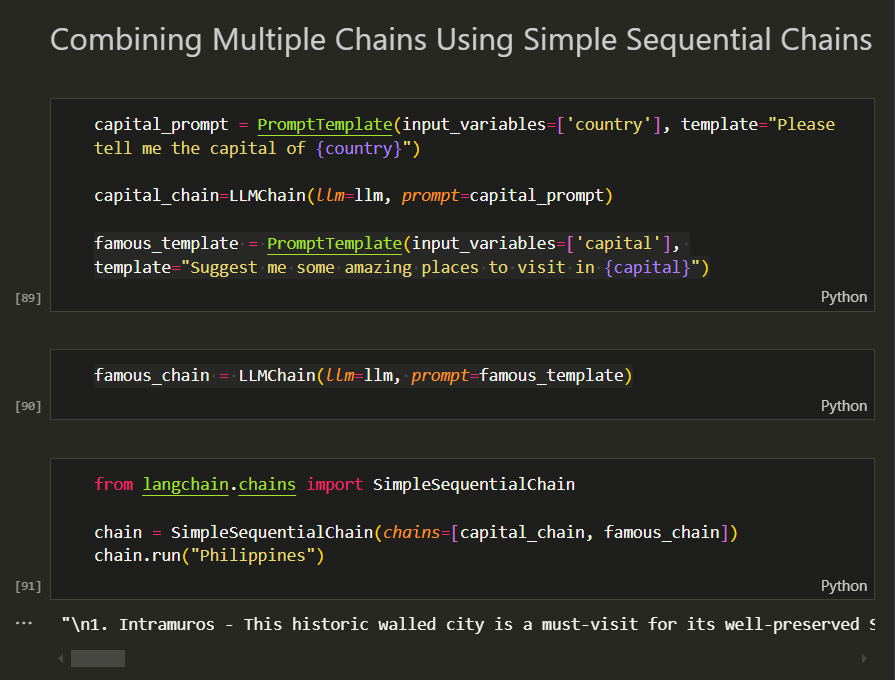 Combining Multiple Chains Using Simple Sequential Chains
capital_prompt = PromptTemplate(input_variables=['country'], template="Please
tell me the capital of {country}")
capital_chain=LLMChain(llm=llm, prompt=capital_prompt)
famous_template = PromptTemplate(input_variables=['capital'],
template="Suggest me some amazing places to visit in {capital}")
[89]
Python
famous_chain = LLMChain(llm=llm, prompt=famous_template)
[90]
Python
from langchain.chains import SimpleSequentialChain
chain = SimpleSequentialChain(chains=[capital_chain, famous_chain])
chain.run("Philippines")
[91]
Python
... "\n1. Intramuros - This historic walled city is a must-visit for its well-preserved